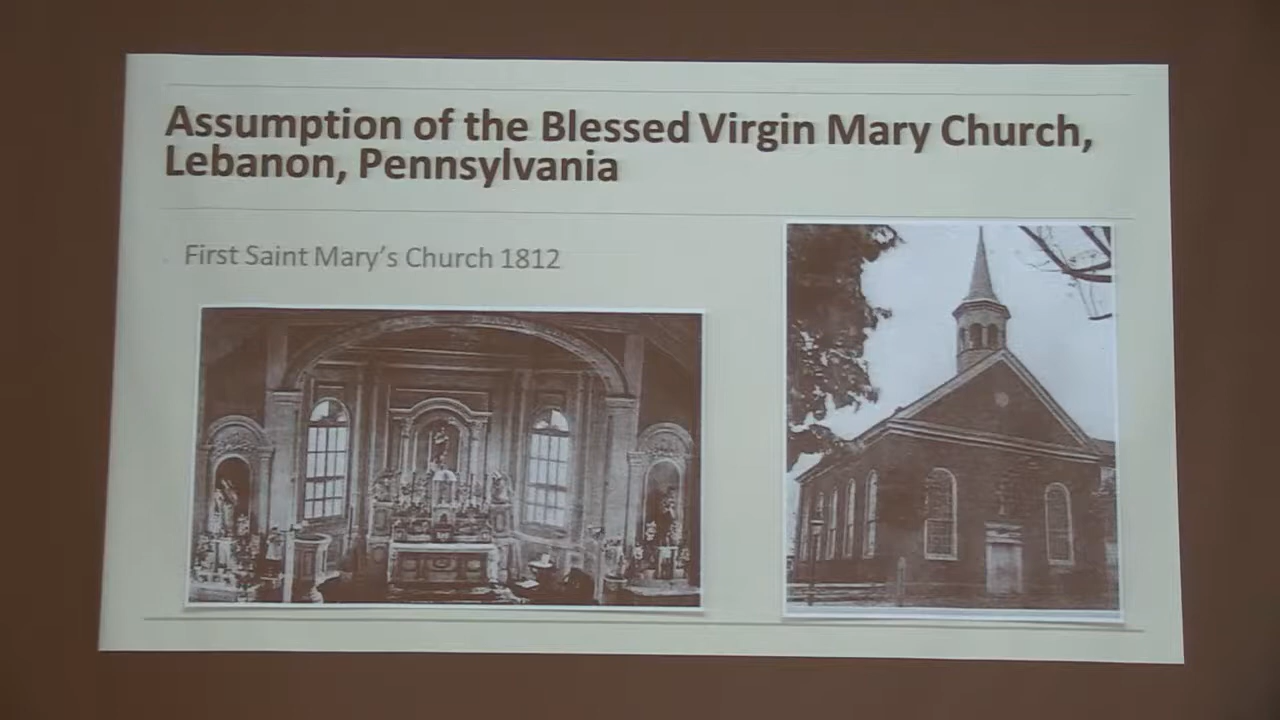 Assumption of the Blessed Virgin Mary Church,
Lebanon, Pennsylvania
First Saint Mary's Church 1812